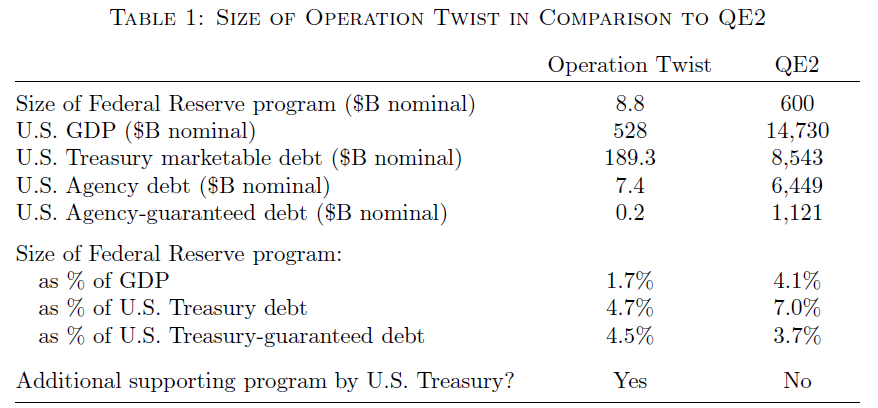 TABLE 1: SIZE OF OPERATION TWIST IN COMPARISON TO QE2
Operation Twist QE2
Size of Federal Reserve program ($B nominal) 8.8 600
U.S. GDP ($B nominal) 528 14,730
U.S. Treasury marketable debt ($B nominal) 189.3 8,543
U.S. Agency debt ($B nominal) 7.4 6,449
U.S. Agency-guaranteed debt ($B nominal) 0.2 1,121
Size of Federal Reserve program:
as % of GDP 1.7% 4.1%
as % of U.S. Treasury debt 4.7% 7.0%
as % of U.S. Treasury-guaranteed debt 4.5% 3.7%
Additional supporting program by U.S. Treasury? Yes No